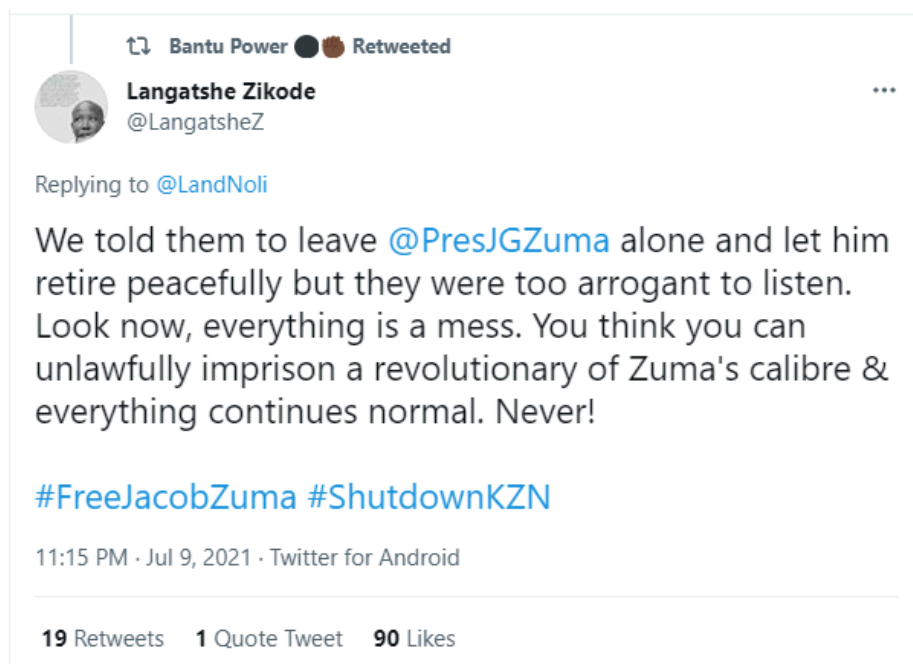 Bantu Power ⚫✊🏾 Retweeted
Langatshe Zikode
@LangatsheZ
Replying to @LandNoli
We told them to leave @PresJGZuma alone and let him
retire peacefully but they were too arrogant to listen.
Look now, everything is a mess. You think you can
unlawfully imprison a revolutionary of Zuma's calibre &
everything continues normal. Never!
#FreeJacobZuma #ShutdownKZN
11:15 PM · Jul 9, 2021 · Twitter for Android
19 Retweets 1 Quote Tweet 90 Likes